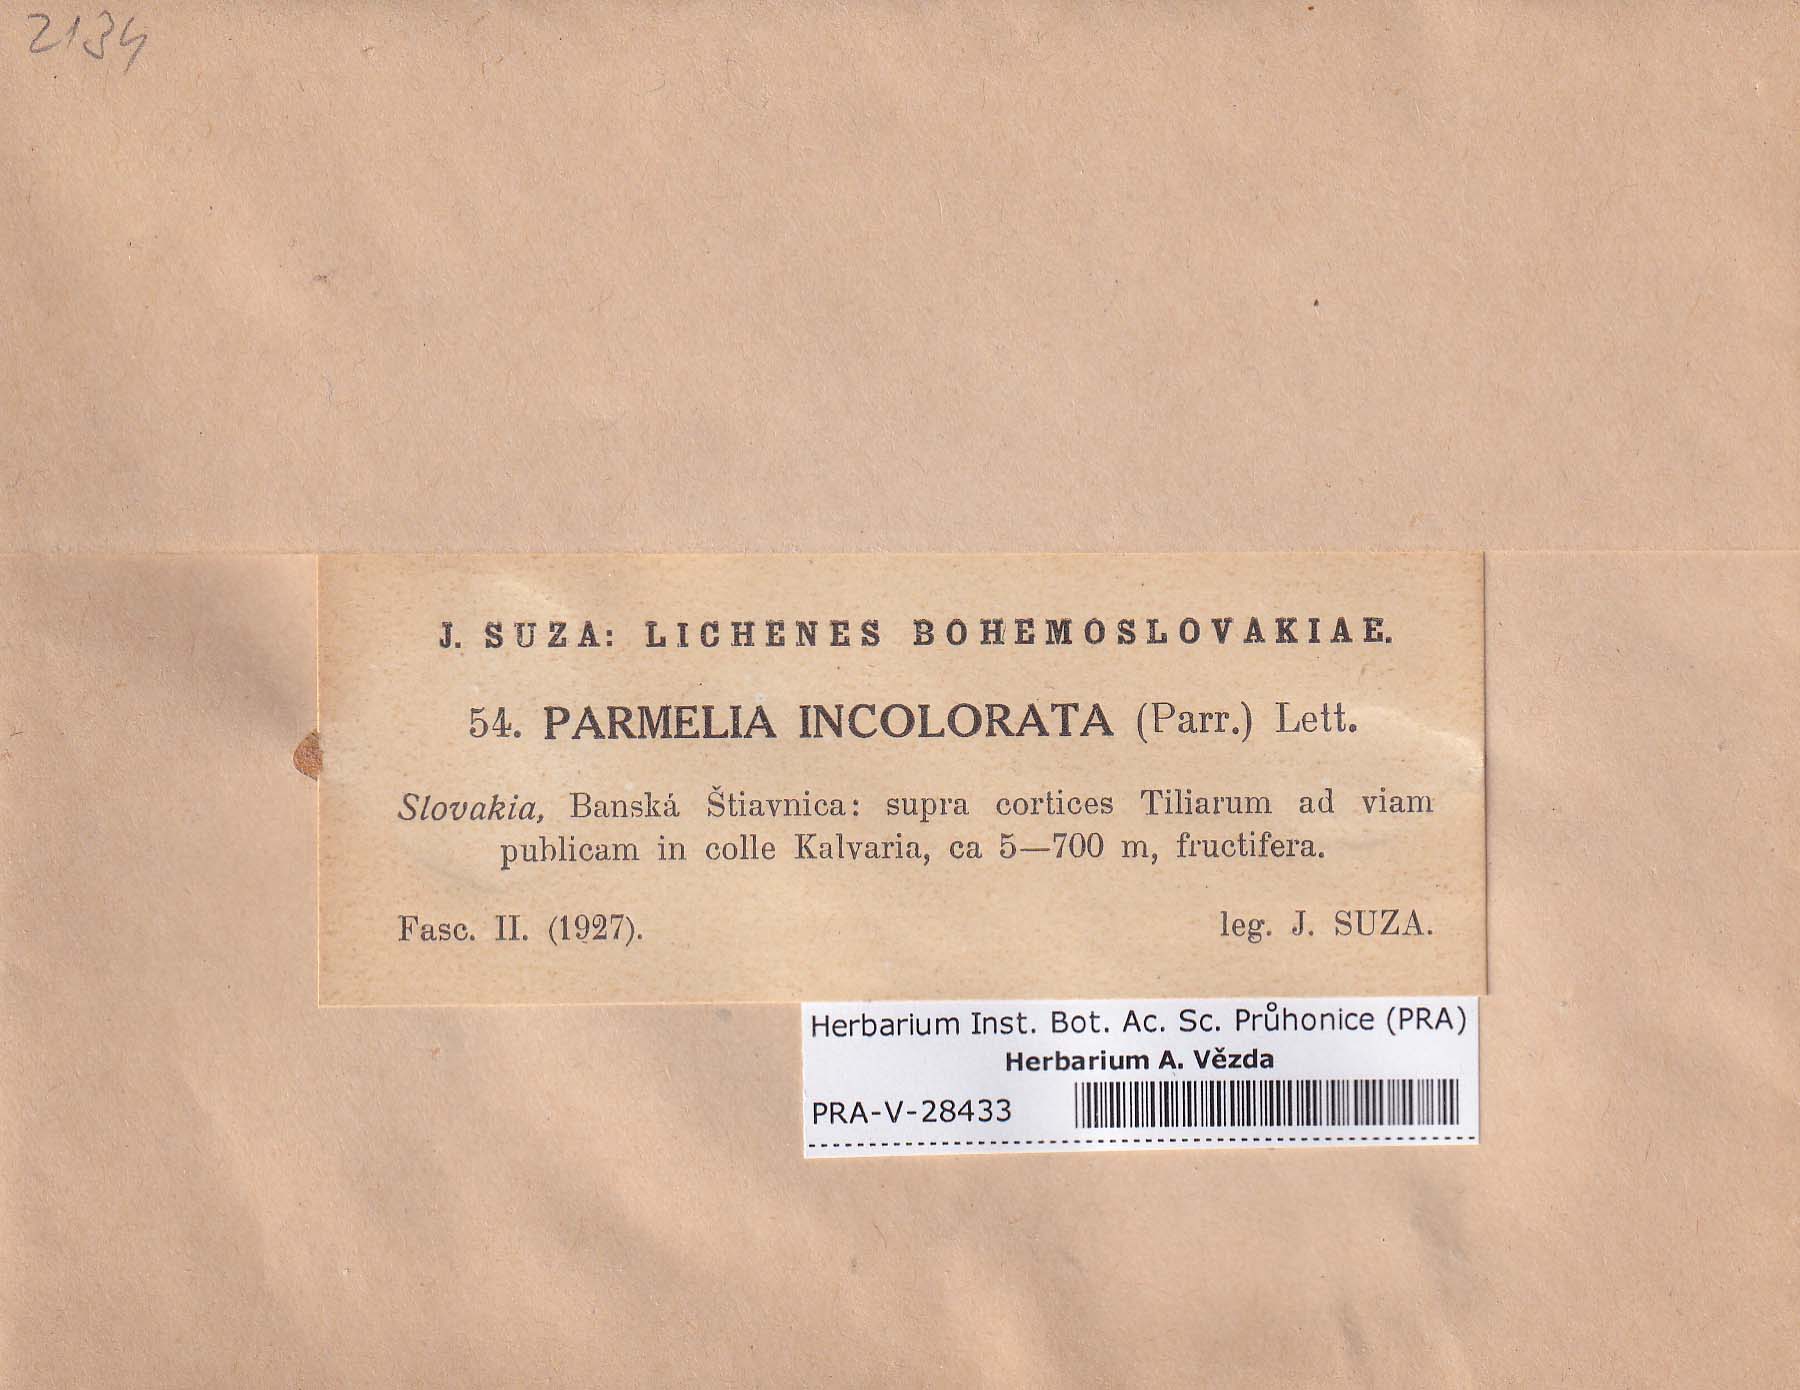 2134
J. SUZA: LICHENES BOHEMOSLOVAKIAE.
54. PARMELIA INCOLORATA (Parr.) Lett.
Slovakia, Banská Štiavnica: supra cortices Tiliarum ad viam
publicam in colle Kalvaria, ca 5—700 m, fructifera.
Fasc. II. (1927). leg. J. SUZA.
Herbarium Inst. Bot. Ac. Sc. Průhonice (PRA)
Herbarium A. Vězda
PRA-V-28433